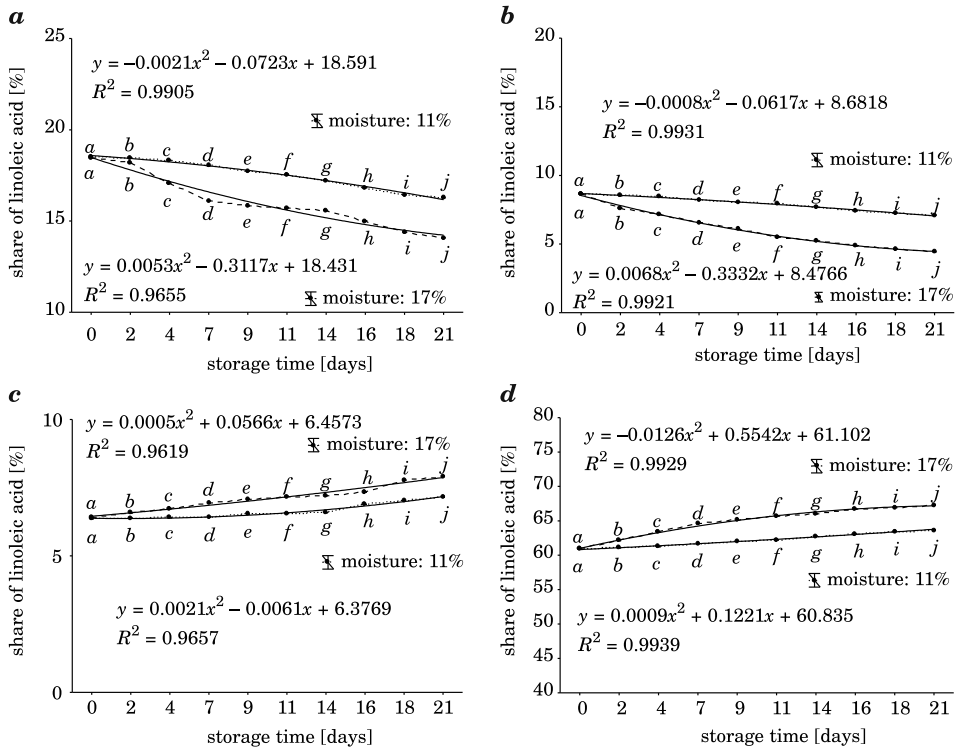 a
share of linoleic acid [%]
25
20
15
10
y = –0.0021x² – 0.0723x + 18.591
R² = 0.9905
moisture: 11%
a b c d e f g h i j
a b c d e f g h i j
y = 0.0053x² – 0.3117x + 18.431
R² = 0.9655
moisture: 17%
0 2 4 7 9 11 14 16 18 21
storage time [days]
b
share of linoleic acid [%]
20
15
10
5
0
y = –0.0008x² – 0.0617x + 8.6818
R² = 0.9931
moisture: 11%
a b c d e f g h i j
a b c d e f g h i j
y = 0.0068x² – 0.3332x + 8.4766
R² = 0.9921
moisture: 17%
0 2 4 7 9 11 14 16 18 21
storage time [days]
c
share of linoleic acid [%]
10
5
0
y = 0.0005x² + 0.0566x + 6.4573
R² = 0.9619
moisture: 17%
a b c d e f g h i j
a b c d e f g h i j
moisture: 11%
y = 0.0021x² – 0.0061x + 6.3769
R² = 0.9657
0 2 4 7 9 11 14 16 18 21
storage time [days]
d
share of linoleic acid [%]
80
75
70
65
60
55
50
45
40
y = –0.0126x² + 0.5542x + 61.102
R² = 0.9929
moisture: 17%
a b c d e f g h i j
a b c d e f g h i j
moisture: 11%
y = 0.0009x² + 0.1221x + 60.835
R² = 0.9939
0 2 4 7 9 11 14 16 18 21
storage time [days]